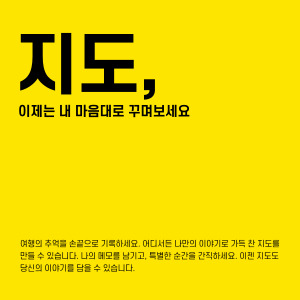 지도,
이제는 내 마음대로 꾸며보세요
여행의 추억을 손끝으로 기록하세요. 어디서든 나만의 이야기로 가득 찬 지도를
만들 수 있습니다. 나의 메모를 남기고, 특별한 순간을 간직하세요. 이젠 지도도
당신의 이야기를 담을 수 있습니다.